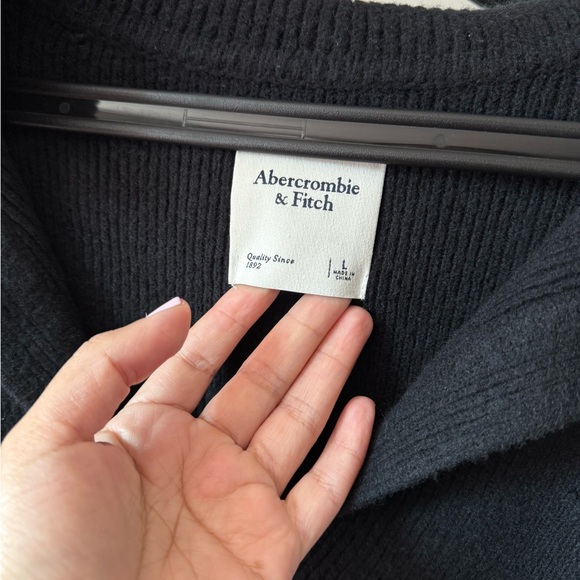 Abercrombie
& Fitch
Quality Since
1892
L
MADE IN
CHINA